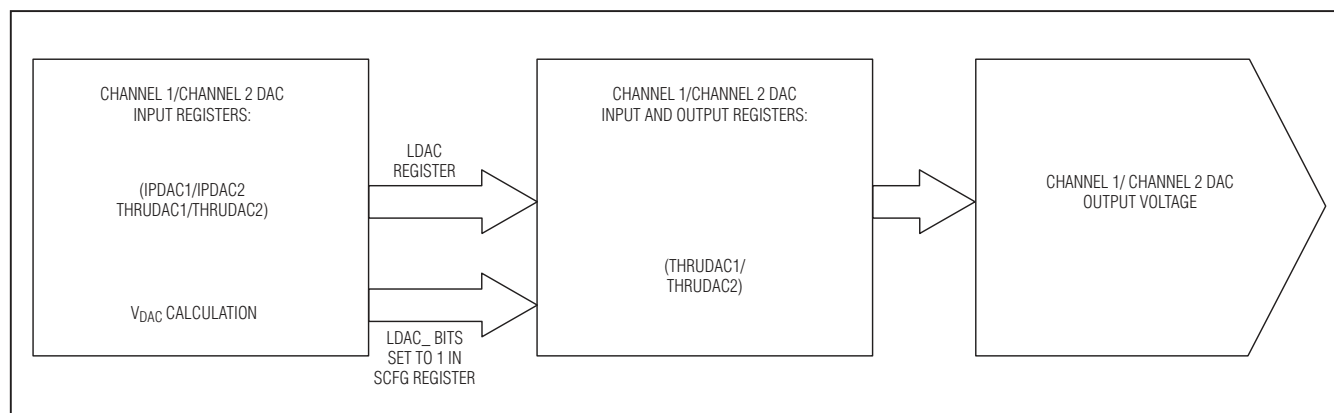 CHANNEL 1/CHANNEL 2 DAC
INPUT REGISTERS:
(IPDAC1/IPDAC2
THRUDAC1/THRUDAC2)
VDAC CALCULATION
LDAC
REGISTER
LDAC_ BITS
SET TO 1 IN
SCFG REGISTER
CHANNEL 1/CHANNEL 2 DAC
INPUT AND OUTPUT REGISTERS:
(THRUDAC1/
THRUDAC2)
CHANNEL 1/ CHANNEL 2 DAC
OUTPUT VOLTAGE